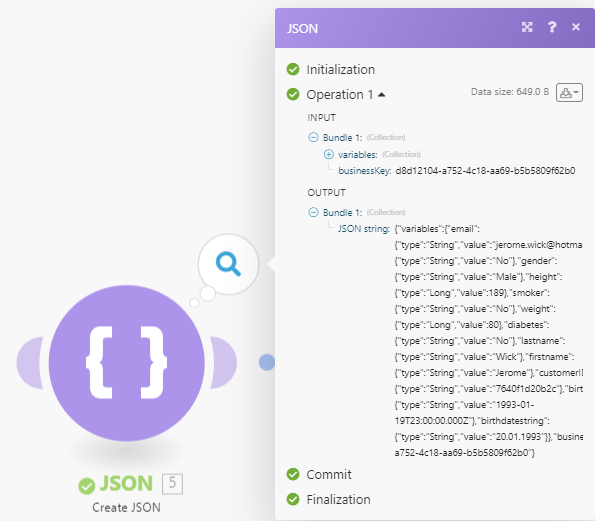 JSON
Initialization
Operation 1
Data size: 649.0 B
INPUT
Bundle 1: (Collection)
variables: (Collection)
businessKey: d8d12104-a752-4c18-aa69-b5b5809f62b0
OUTPUT
Bundle 1: (Collection)
JSON string: {"variables":{"email":
{"type":"String","value":"jerome.wick@hotma
{"type":"String","value":"No"},"gender":
{"type":"String","value":"Male"},"height":
{"type":"Long","value":189},"smoker":
{"type":"String","value":"No"},"weight":
{"type":"Long","value":80},"diabetes":
{"type":"String","value":"No"},"lastname":
{"type":"String","value":"Wick"},"firstname":
{"type":"String","value":"Jerome"},"customerI
{"type":"String","value":"7640f1d20b2c"},"birt
{"type":"String","value":"1993-01-
19T23:00:00.000Z"},"birthdatestring":
{"type":"String","value":"20.01.1993"}},"busine
a752-4c18-aa69-b5b5809f62b0"}
Commit
Finalization
JSON 5
Create JSON